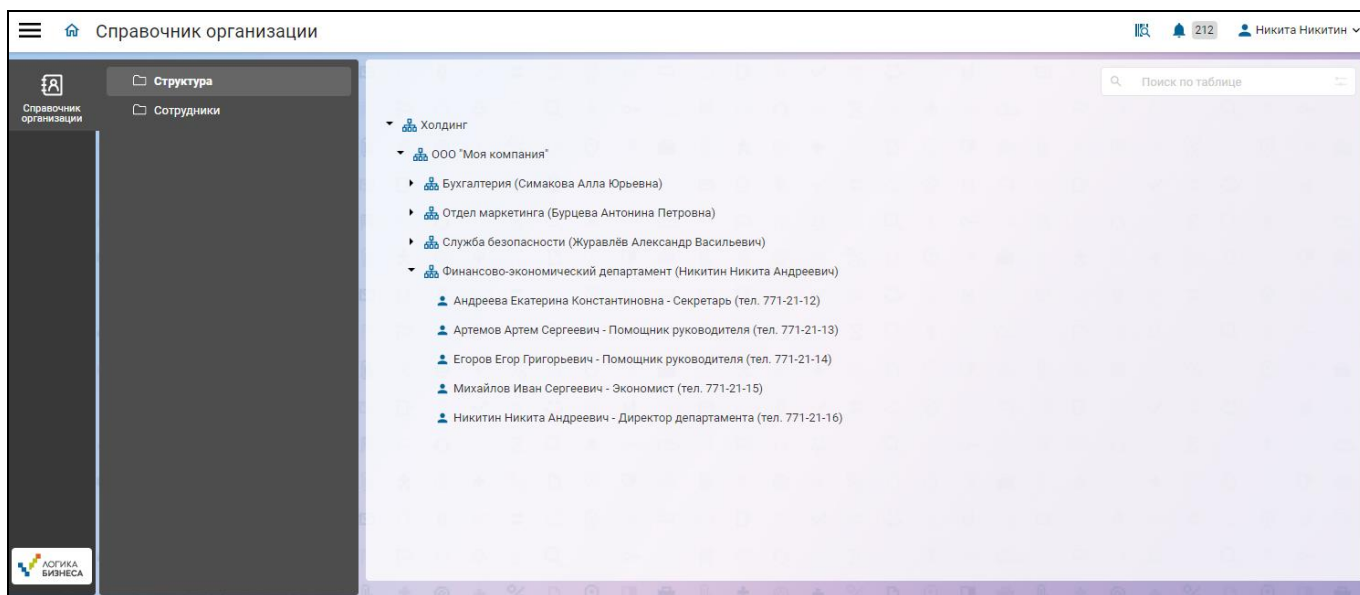 Справочник организации
212
Никита Никитин
Справочник
организации
Структура
Сотрудники
Поиск по таблице
Холдинг
ООО "Моя компания"
Бухгалтерия (Симакова Алла Юрьевна)
Отдел маркетинга (Бурцева Антонина Петровна)
Служба безопасности (Журавлёв Александр Васильевич)
Финансово-экономический департамент (Никитин Никита Андреевич)
Андреева Екатерина Константиновна - Секретарь (тел. 771-21-12)
Артемов Артем Сергеевич - Помощник руководителя (тел. 771-21-13)
Егоров Егор Григорьевич - Помощник руководителя (тел. 771-21-14)
Михайлов Иван Сергеевич - Экономист (тел. 771-21-15)
Никитин Никита Андреевич - Директор департамента (тел. 771-21-16)
ЛОГИКА
БИЗНЕСА